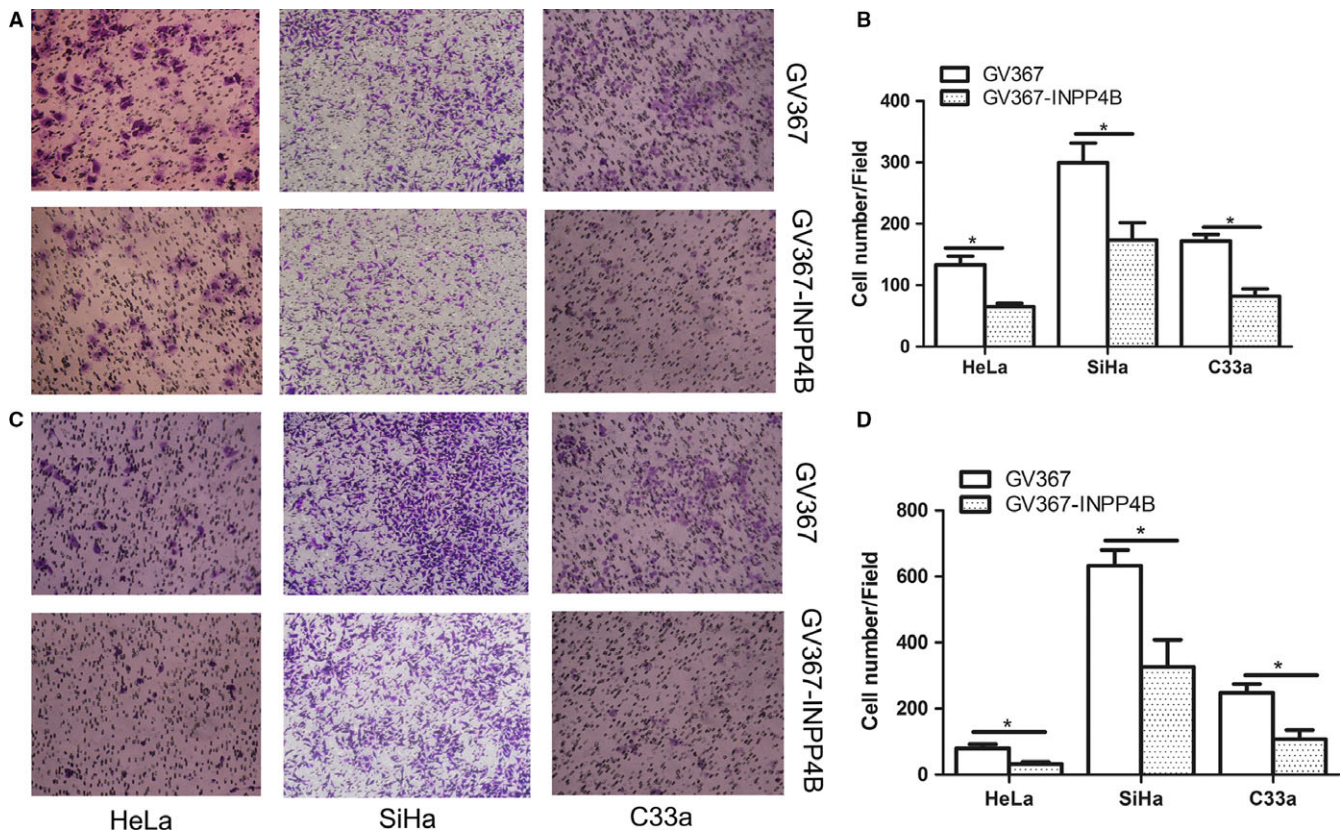 A
GV367
GV367-INPP4B
B
GV367
GV367-INPP4B
Cell number/Field
400
300
200
100
0
*
*
*
HeLa
SiHa
C33a
C
GV367
GV367-INPP4B
HeLa
SiHa
C33a
D
GV367
GV367-INPP4B
Cell number/Field
800
600
400
200
0
*
*
*
HeLa
SiHa
C33a